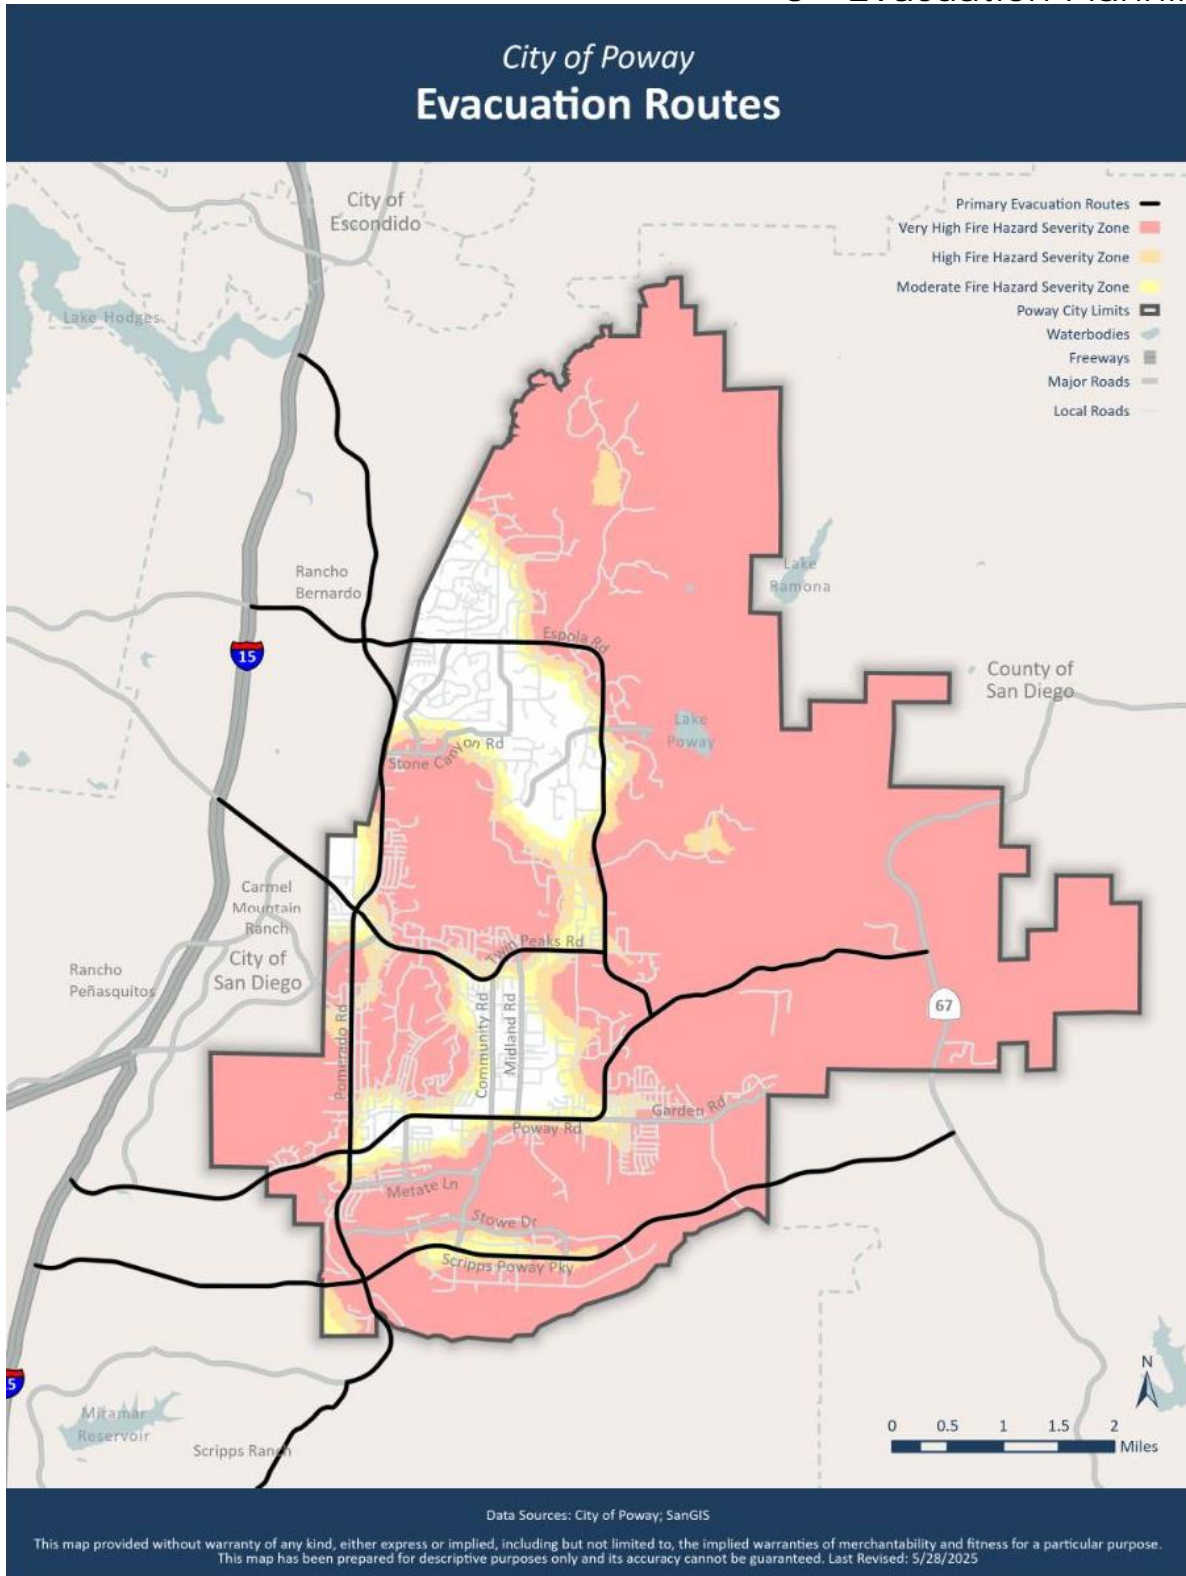 City of Poway
Evacuation Routes
City of
Escondido
Primary Evacuation Routes
Very High Fire Hazard Severity Zone
High Fire Hazard Severity Zone
Moderate Fire Hazard Severity Zone
Poway City Limits
Waterbodies
Freeways
Major Roads
Local Roads
Lake Hodges
Rancho
Bernardo
15
Lake
Ramona
Espola Rd
County of
San Diego
Lake
Poway
Stone Canyon Rd
Carmel
Mountain
Ranch
City of
San Diego
Rancho
Peñasquitos
Twin Peaks Rd
Pomerado Rd
Community Rd
Midland Rd
67
Garden Rd
Poway Rd
Metate Ln
Stowe Dr
Scripps Poway Pky
5
Miramar
Reservoir
Scripps Ranch
N
0 0.5 1 1.5 2
Miles
Data Sources: City of Poway; SanGIS
This map provided without warranty of any kind, either express or implied, including but not limited to, the implied warranties of merchantability and fitness for a particular purpose.
This map has been prepared for descriptive purposes only and its accuracy cannot be guaranteed. Last Revised: 5/28/2025